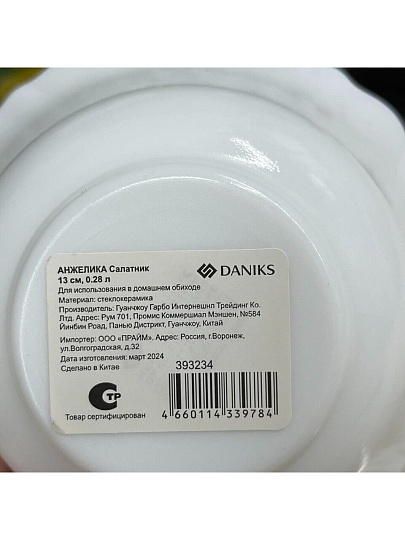 АНЖЕЛИКА Салатник
13 см, 0.28 л
DANIKS
Для использования в домашнем обиходе
Материал: стеклокерамика
Производитель: Гуанчжоу Гарбо Интернешнл Трейдинг Ко.
Лтд. Адрес: Рум 701, Промис Коммершиал Мэншен, №584
Йинбин Роад, Панью Дистрикт, Гуанчжоу, Китай
Импортер: ООО «ПРАЙМ». Адрес: Россия, г.Воронеж,
ул.Волгоградская, д.32
Дата изготовления: март 2024
Сделано в Китае
393234
СТР
Товар сертифицирован
4 660114 339784